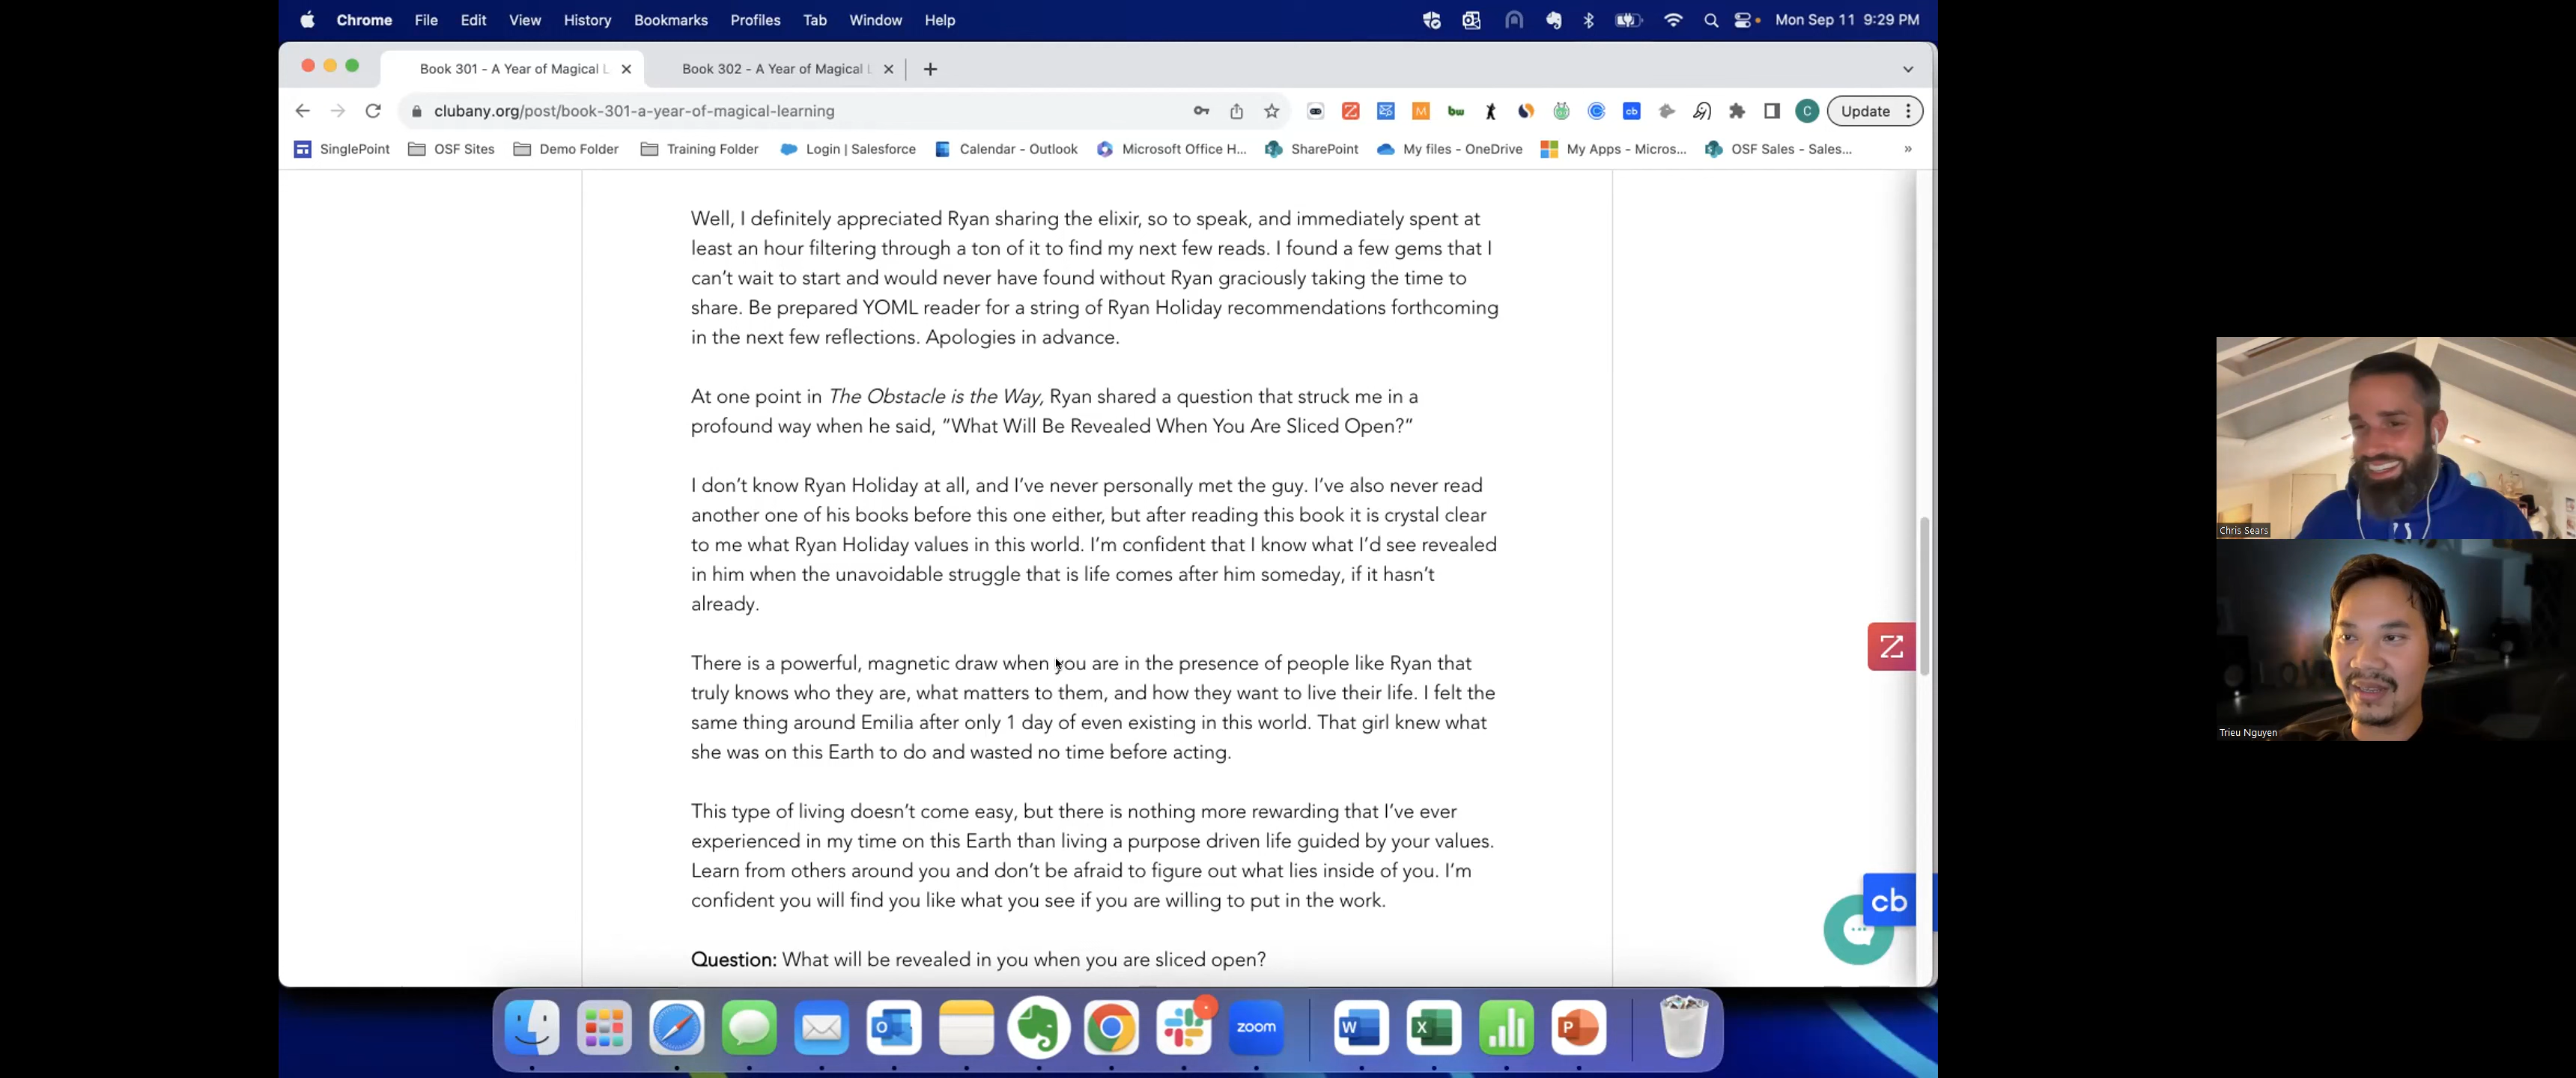 Chrome File Edit View History Bookmarks Profiles Tab Window Help Mon Sep 11 9:29 PM
Book 301 - A Year of Magical L Book 302 - A Year of Magical L
clubany.org/post/book-301-a-year-of-magical-learning M bw cb C Update
SinglePoint OSF Sites Demo Folder Training Folder Login | Salesforce Calendar - Outlook Microsoft Office H... SharePoint My files - OneDrive My Apps - Micros... OSF Sales - Sales... »
Well, I definitely appreciated Ryan sharing the elixir, so to speak, and immediately spent at
least an hour filtering through a ton of it to find my next few reads. I found a few gems that I
can't wait to start and would never have found without Ryan graciously taking the time to
share. Be prepared YOML reader for a string of Ryan Holiday recommendations forthcoming
in the next few reflections. Apologies in advance.
At one point in The Obstacle is the Way, Ryan shared a question that struck me in a
profound way when he said, “What Will Be Revealed When You Are Sliced Open?”
I don't know Ryan Holiday at all, and I've never personally met the guy. I've also never read
another one of his books before this one either, but after reading this book it is crystal clear
to me what Ryan Holiday values in this world. I'm confident that I know what I'd see revealed
in him when the unavoidable struggle that is life comes after him someday, if it hasn't
already.
There is a powerful, magnetic draw when you are in the presence of people like Ryan that
truly knows who they are, what matters to them, and how they want to live their life. I felt the
same thing around Emilia after only 1 day of even existing in this world. That girl knew what
she was on this Earth to do and wasted no time before acting.
This type of living doesn't come easy, but there is nothing more rewarding that I've ever
experienced in my time on this Earth than living a purpose driven life guided by your values.
Learn from others around you and don't be afraid to figure out what lies inside of you. I'm
confident you will find you like what you see if you are willing to put in the work.
Question: What will be revealed in you when you are sliced open?
cb
zoom
Chris Sears
Trieu Nguyen